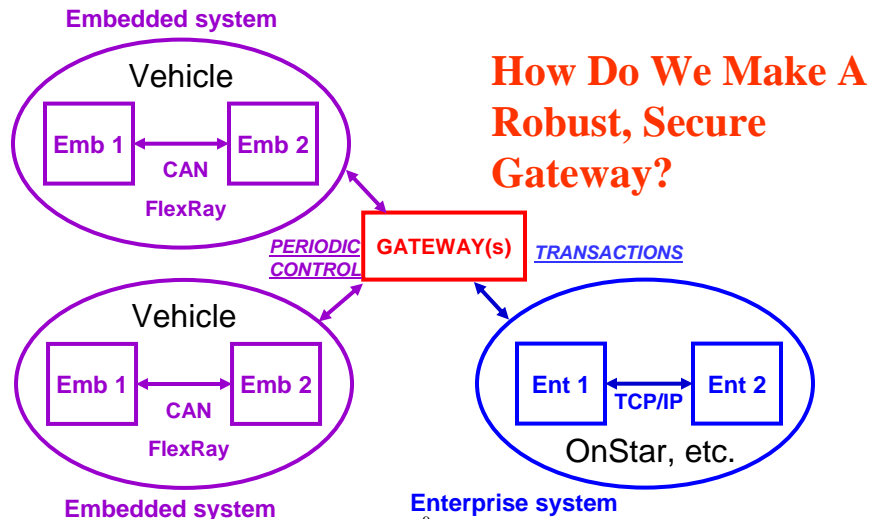 Embedded system
Vehicle
Emb 1
Emb 2
CAN
FlexRay
How Do We Make A
Robust, Secure
Gateway?
PERIODIC
CONTROL
GATEWAY(s)
TRANSACTIONS
Vehicle
Emb 1
Emb 2
CAN
FlexRay
Embedded system
Ent 1
Ent 2
TCP/IP
OnStar, etc.
Enterprise system